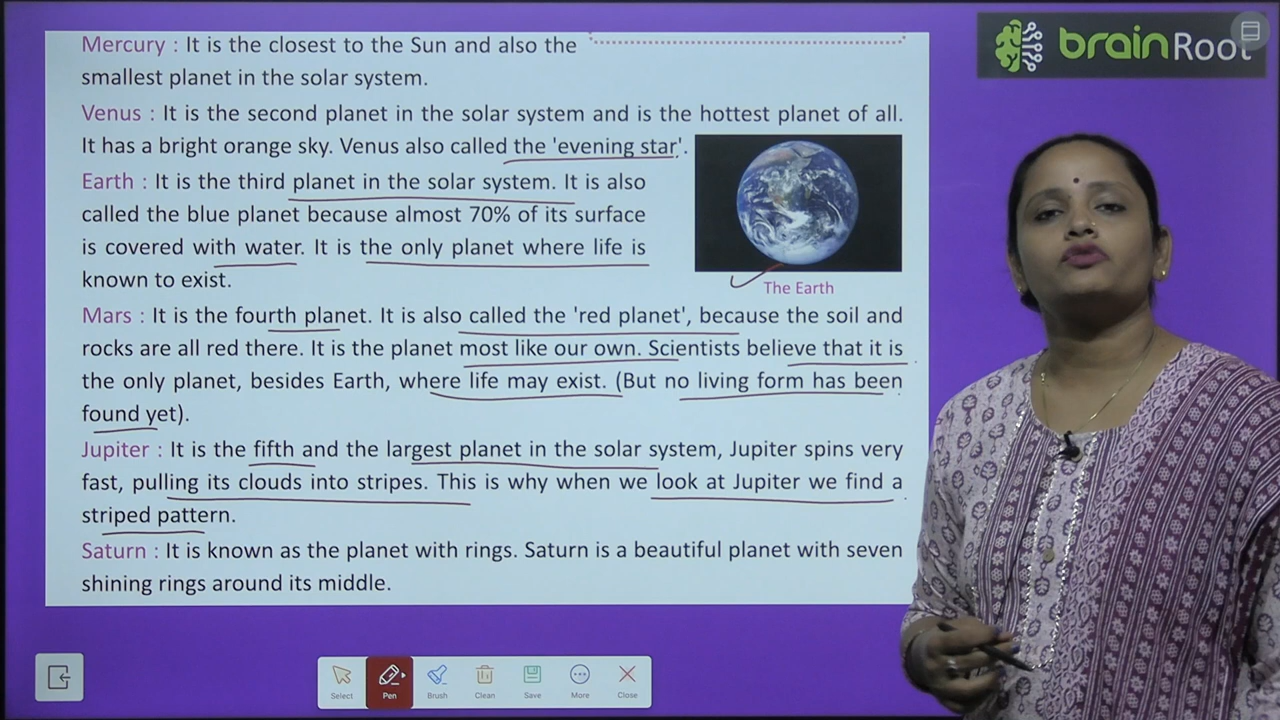 Mercury : It is the closest to the Sun and also the
smallest planet in the solar system.
Venus : It is the second planet in the solar system and is the hottest planet of all.
It has a bright orange sky. Venus also called the 'evening star'.
Earth : It is the third planet in the solar system. It is also
called the blue planet because almost 70% of its surface
is covered with water. It is the only planet where life is
known to exist.
The Earth
Mars : It is the fourth planet. It is also called the 'red planet', because the soil and
rocks are all red there. It is the planet most like our own. Scientists believe that it is
the only planet, besides Earth, where life may exist. (But no living form has been
found yet).
Jupiter : It is the fifth and the largest planet in the solar system, Jupiter spins very
fast, pulling its clouds into stripes. This is why when we look at Jupiter we find a
striped pattern.
Saturn : It is known as the planet with rings. Saturn is a beautiful planet with seven
shining rings around its middle.
brainRoot
Select Pen Brush Clean Save More Close